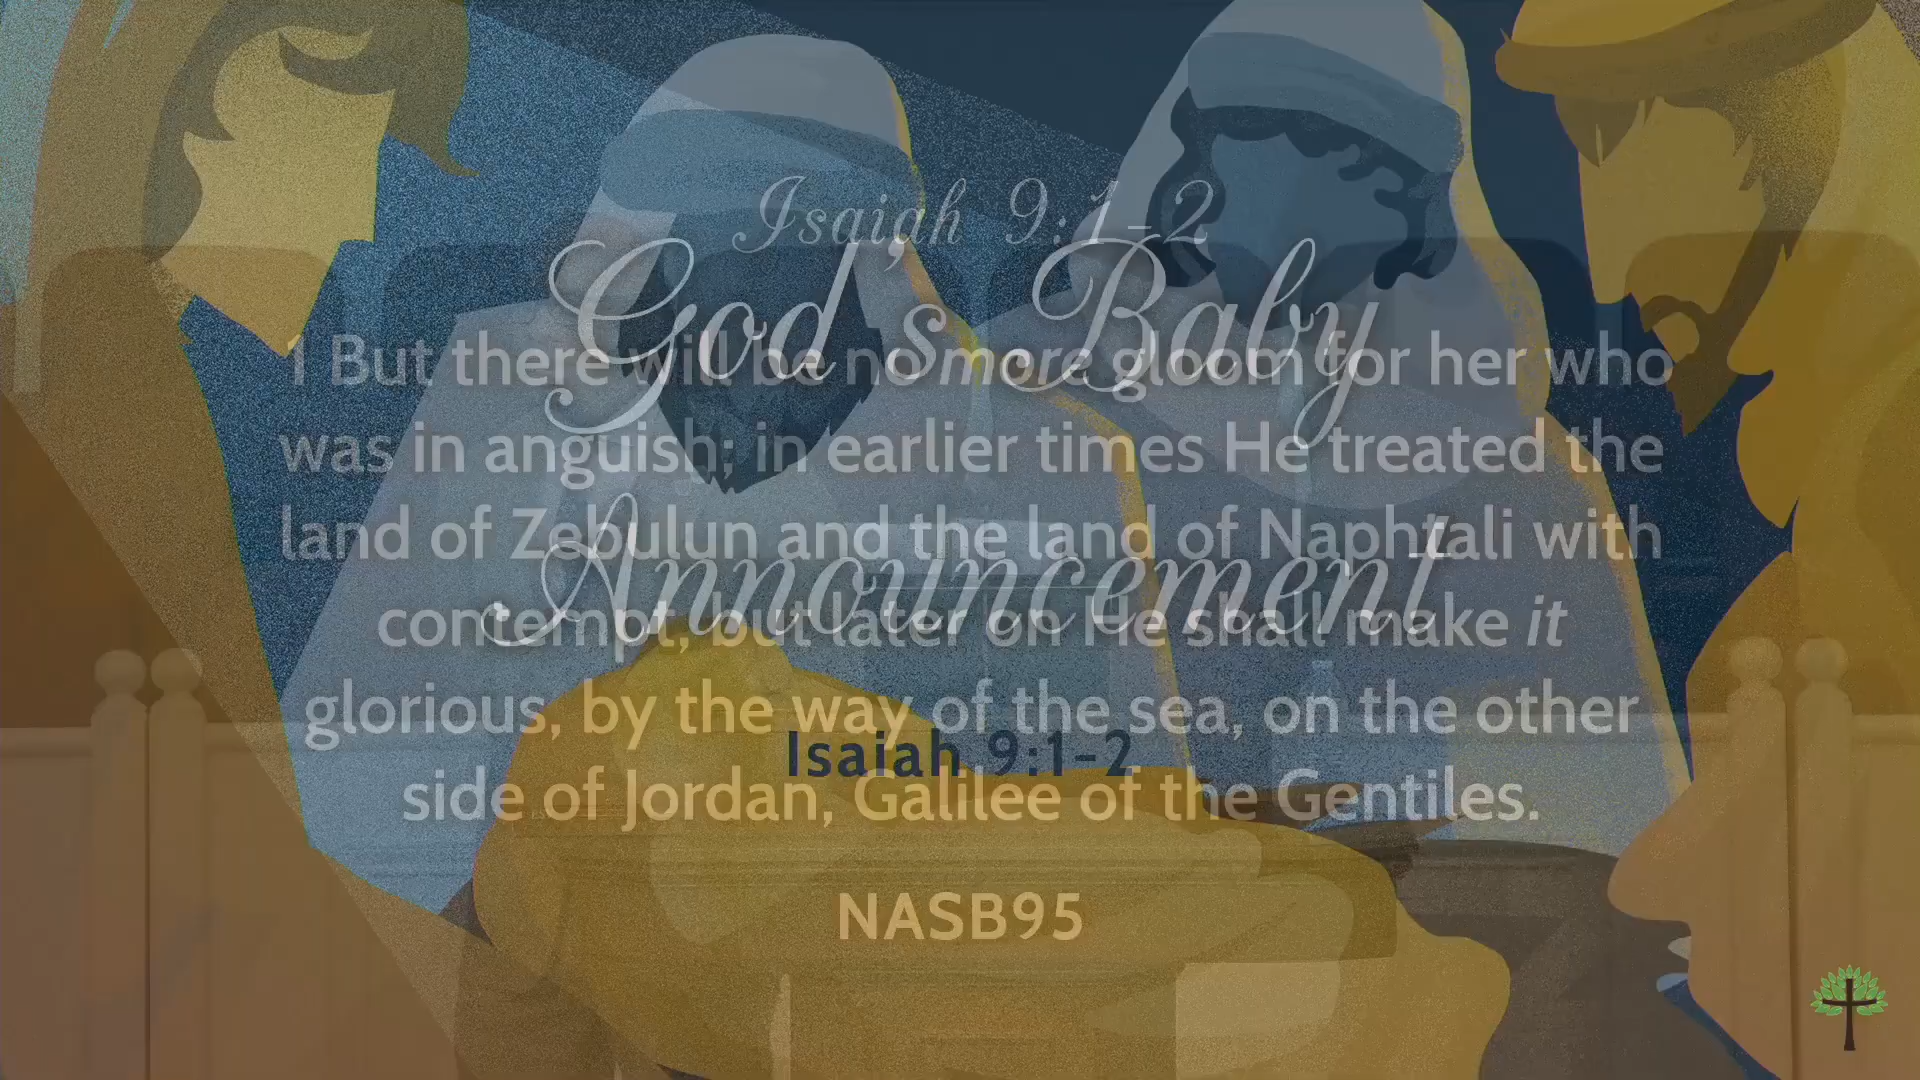 Isaiah 9:1-2
God's Baby
Announcement
Isaiah 9:1-2
1 But there will be no more gloom for her who
was in anguish; in earlier times He treated the
land of Zebulun and the land of Naphtali with
contempt, but later on He shall make it
glorious, by the way of the sea, on the other
side of Jordan, Galilee of the Gentiles.
NASB95